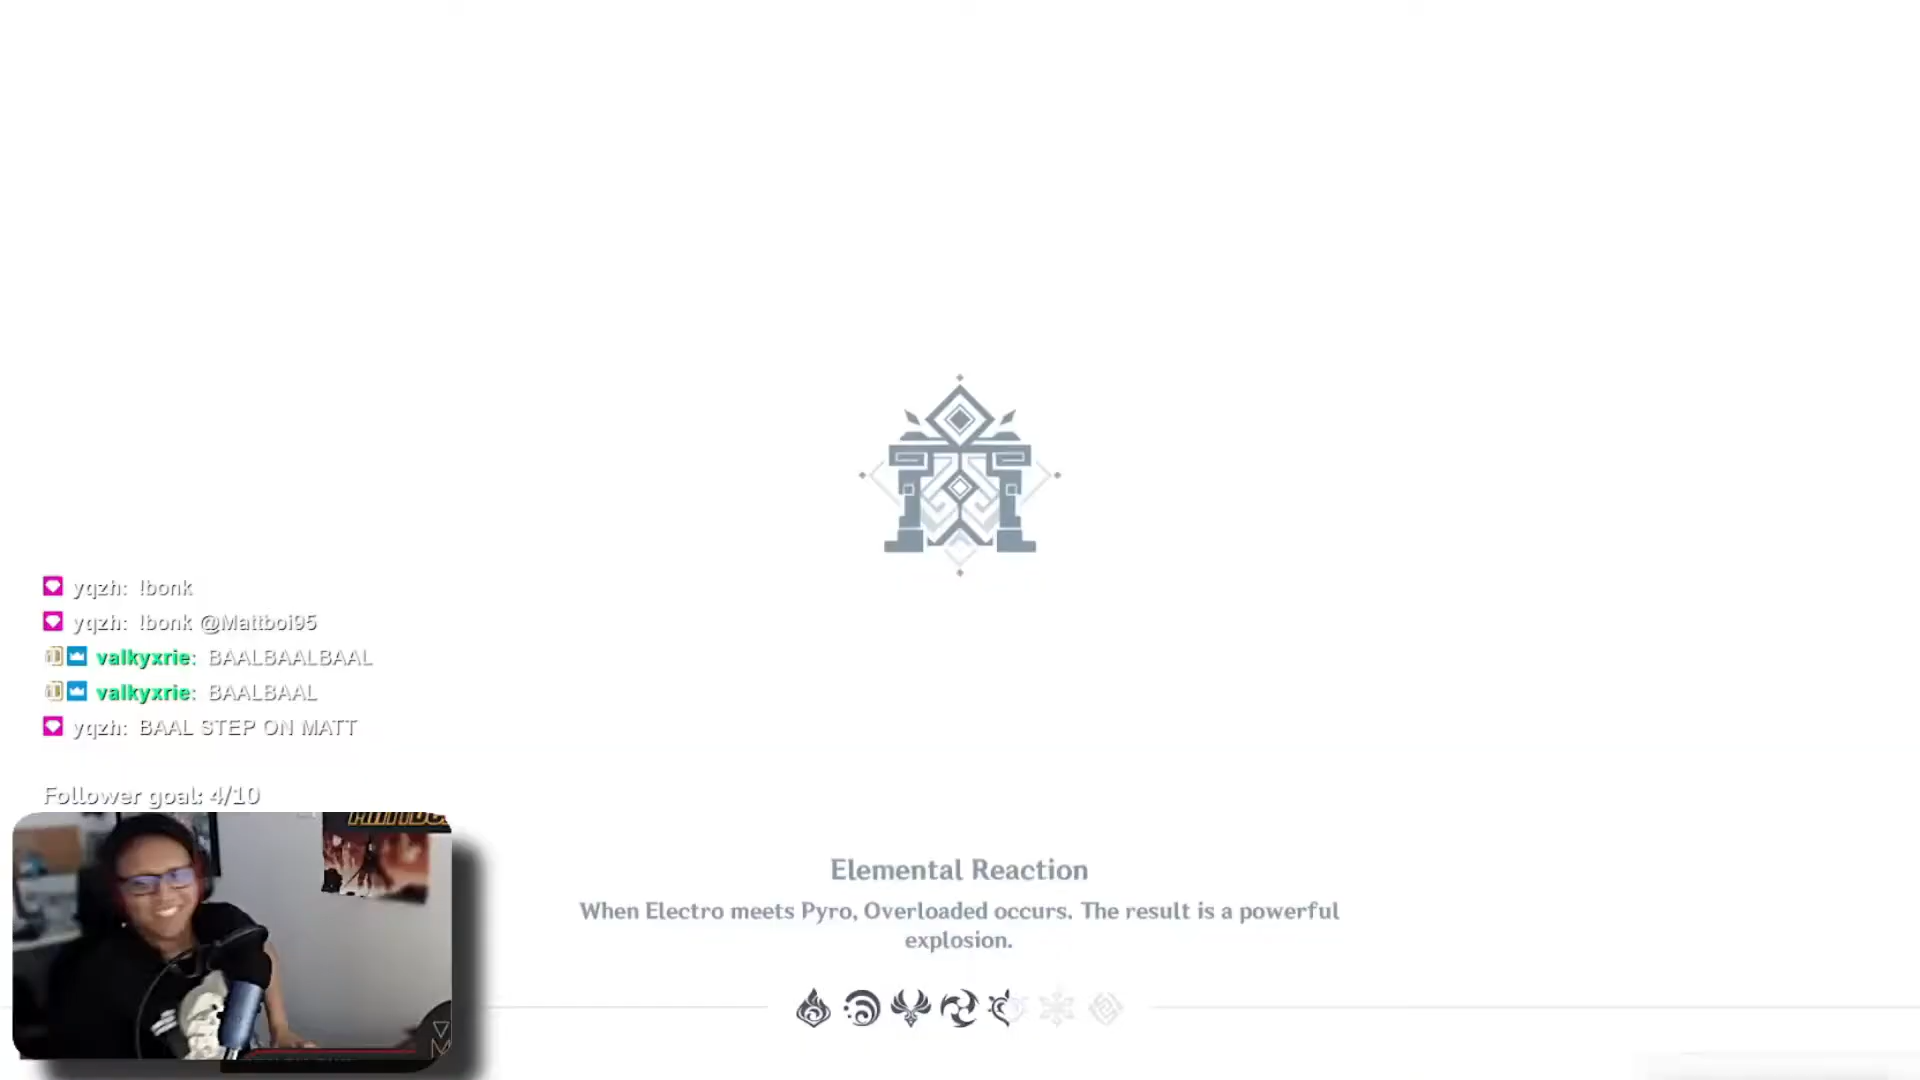 yqzh: !bonk
yqzh: !bonk @Mattboi95
valkyxrie: BAALBAALBAAL
valkyxrie: BAALBAAL
yqzh: BAAL STEP ON MATT
Follower goal: 4/10
Elemental Reaction
When Electro meets Pyro, Overloaded occurs. The result is a powerful
explosion.